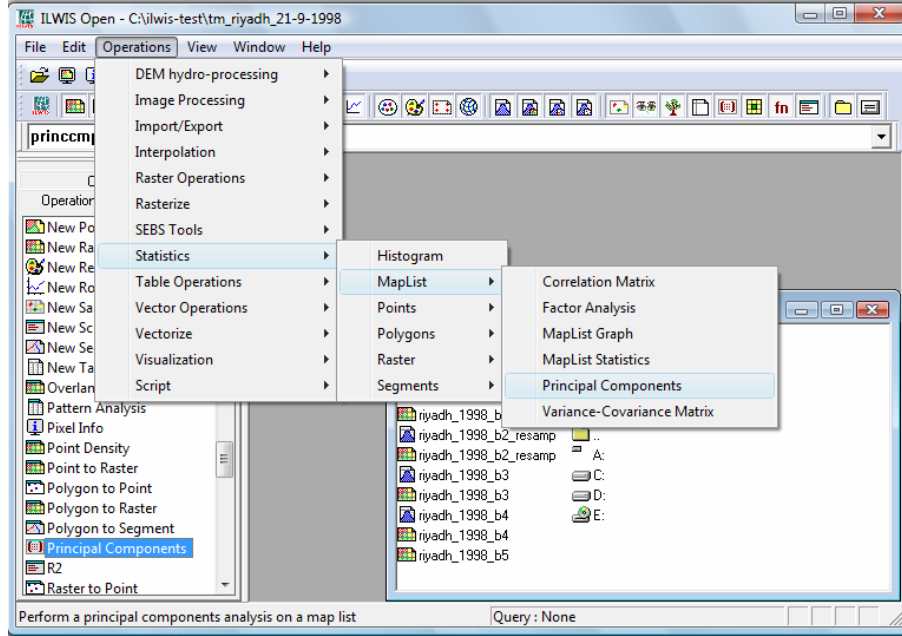 ILWIS Open - C:\ilwis-test\tm_riyadh_21-9-1998
File Edit Operations View Window Help
fn
princcmp
Operation
New Po
New Ra
New Re
New Ro
New Sa
New Sc
New Se
New Ta
Overlan
Pattern Analysis
Pixel Info
Point Density
Point to Raster
Polygon to Point
Polygon to Raster
Polygon to Segment
Principal Components
R2
Raster to Point
DEM hydro-processing
Image Processing
Import/Export
Interpolation
Raster Operations
Rasterize
SEBS Tools
Statistics
Table Operations
Vector Operations
Vectorize
Visualization
Script
Histogram
MapList
Points
Polygons
Raster
Segments
Correlation Matrix
Factor Analysis
MapList Graph
MapList Statistics
Principal Components
Variance-Covariance Matrix
riyadh_1998_b
riyadh_1998_b2_resamp
riyadh_1998_b2_resamp
riyadh_1998_b3
riyadh_1998_b3
riyadh_1998_b4
riyadh_1998_b4
riyadh_1998_b5
..
A:
C:
D:
E:
Perform a principal components analysis on a map list
Query : None